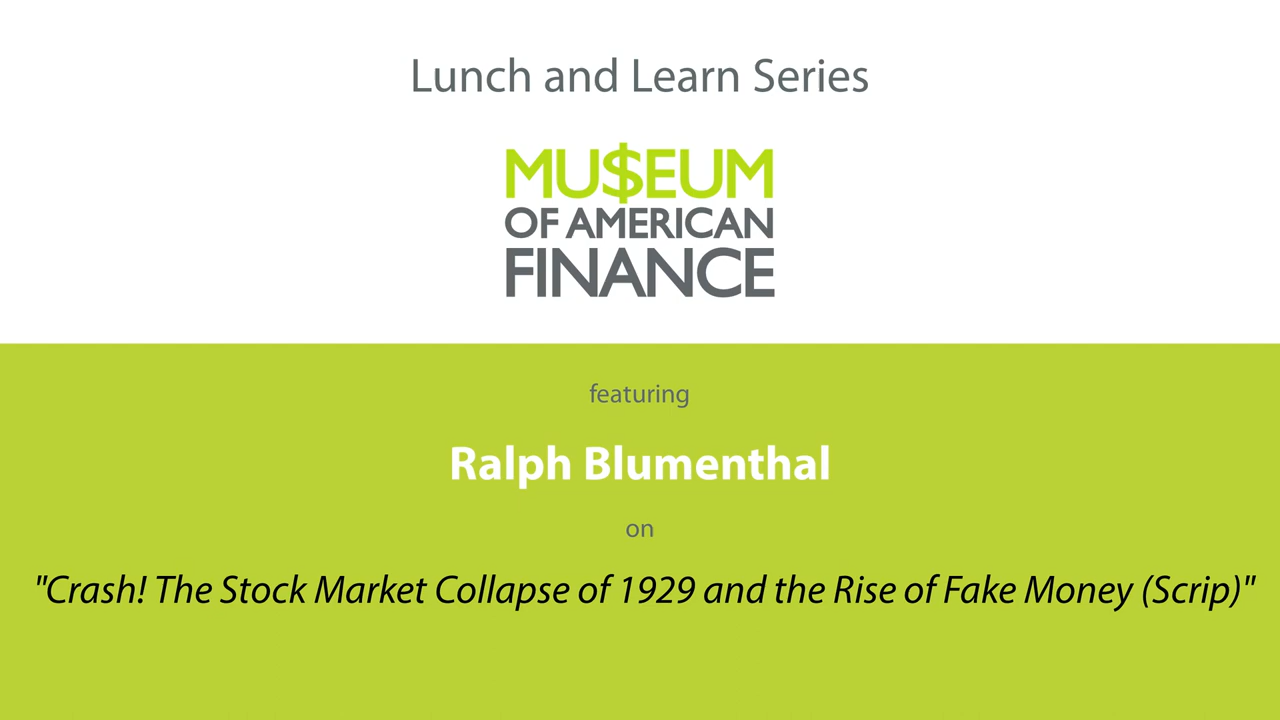 Lunch and Learn Series
MU$EUM
OF AMERICAN
FINANCE
featuring
Ralph Blumenthal
on
"Crash! The Stock Market Collapse of 1929 and the Rise of Fake Money (Scrip)"